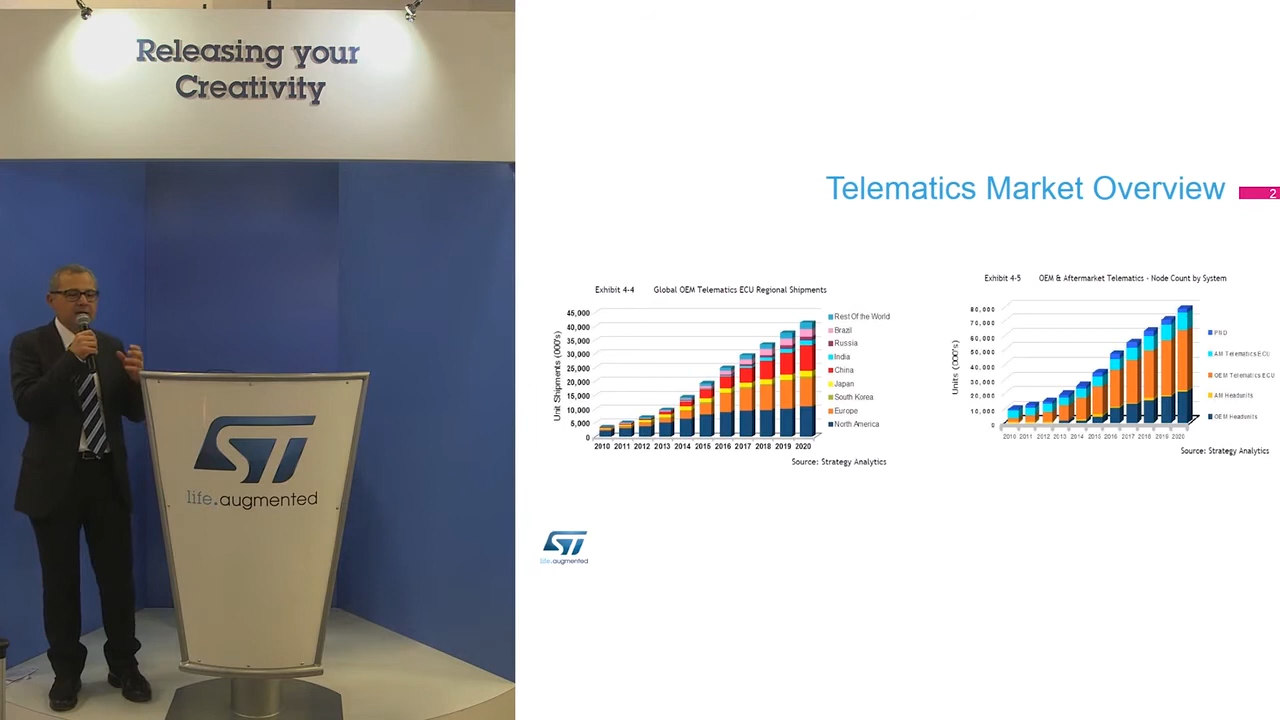 Releasing your
Creativity
ST
life.augmented
Telematics Market Overview
2
Exhibit 4-4 Global OEM Telematics ECU Regional Shipments
Unit Shipments (000's)
45,000
40,000
35,000
30,000
25,000
20,000
15,000
10,000
5,000
0
2010 2011 2012 2013 2014 2015 2016 2017 2018 2019 2020
Rest Of the World
Brazil
Russia
India
China
Japan
South Korea
Europe
North America
Source: Strategy Analytics
Exhibit 4-5 OEM & Aftermarket Telematics - Node Count by System
Units (000's)
80,000
70,000
60,000
50,000
40,000
30,000
20,000
10,000
0
2010 2011 2012 2013 2014 2015 2016 2017 2018 2019 2020
PND
AM Telematics ECU
OEM Telematics ECU
AM Headunits
OEM Headunits
Source: Strategy Analytics
ST
life.augmented